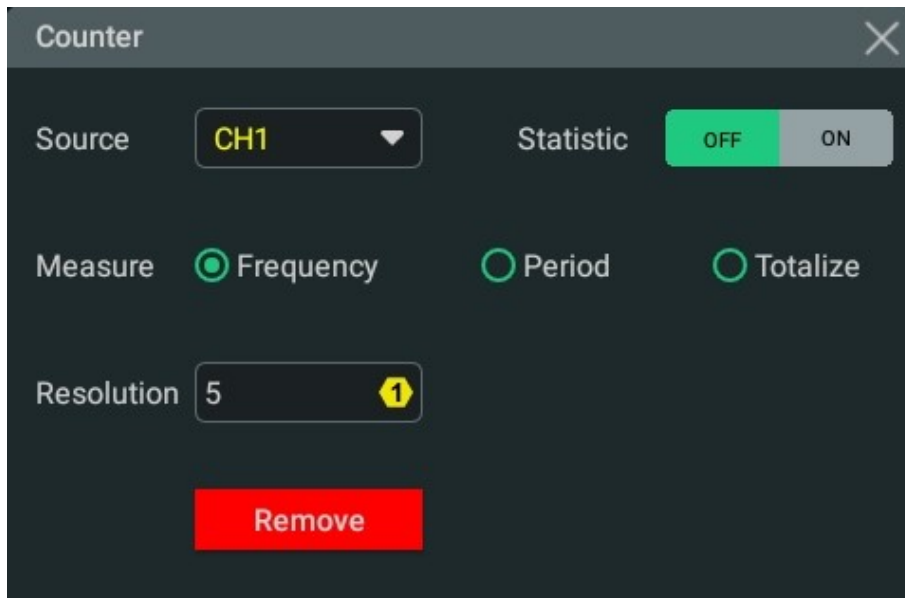 Counter
Source CH1 Statistic OFF ON
Measure Frequency Period Totalize
Resolution 5 1
Remove